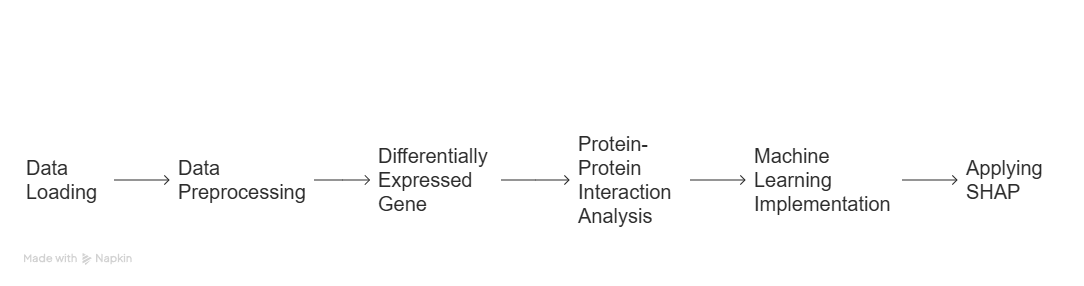 Data
Loading
Data
Preprocessing
Differentially
Expressed
Gene
Protein-
Protein
Interaction
Analysis
Machine
Learning
Implementation
Applying
SHAP
Made with Napkin